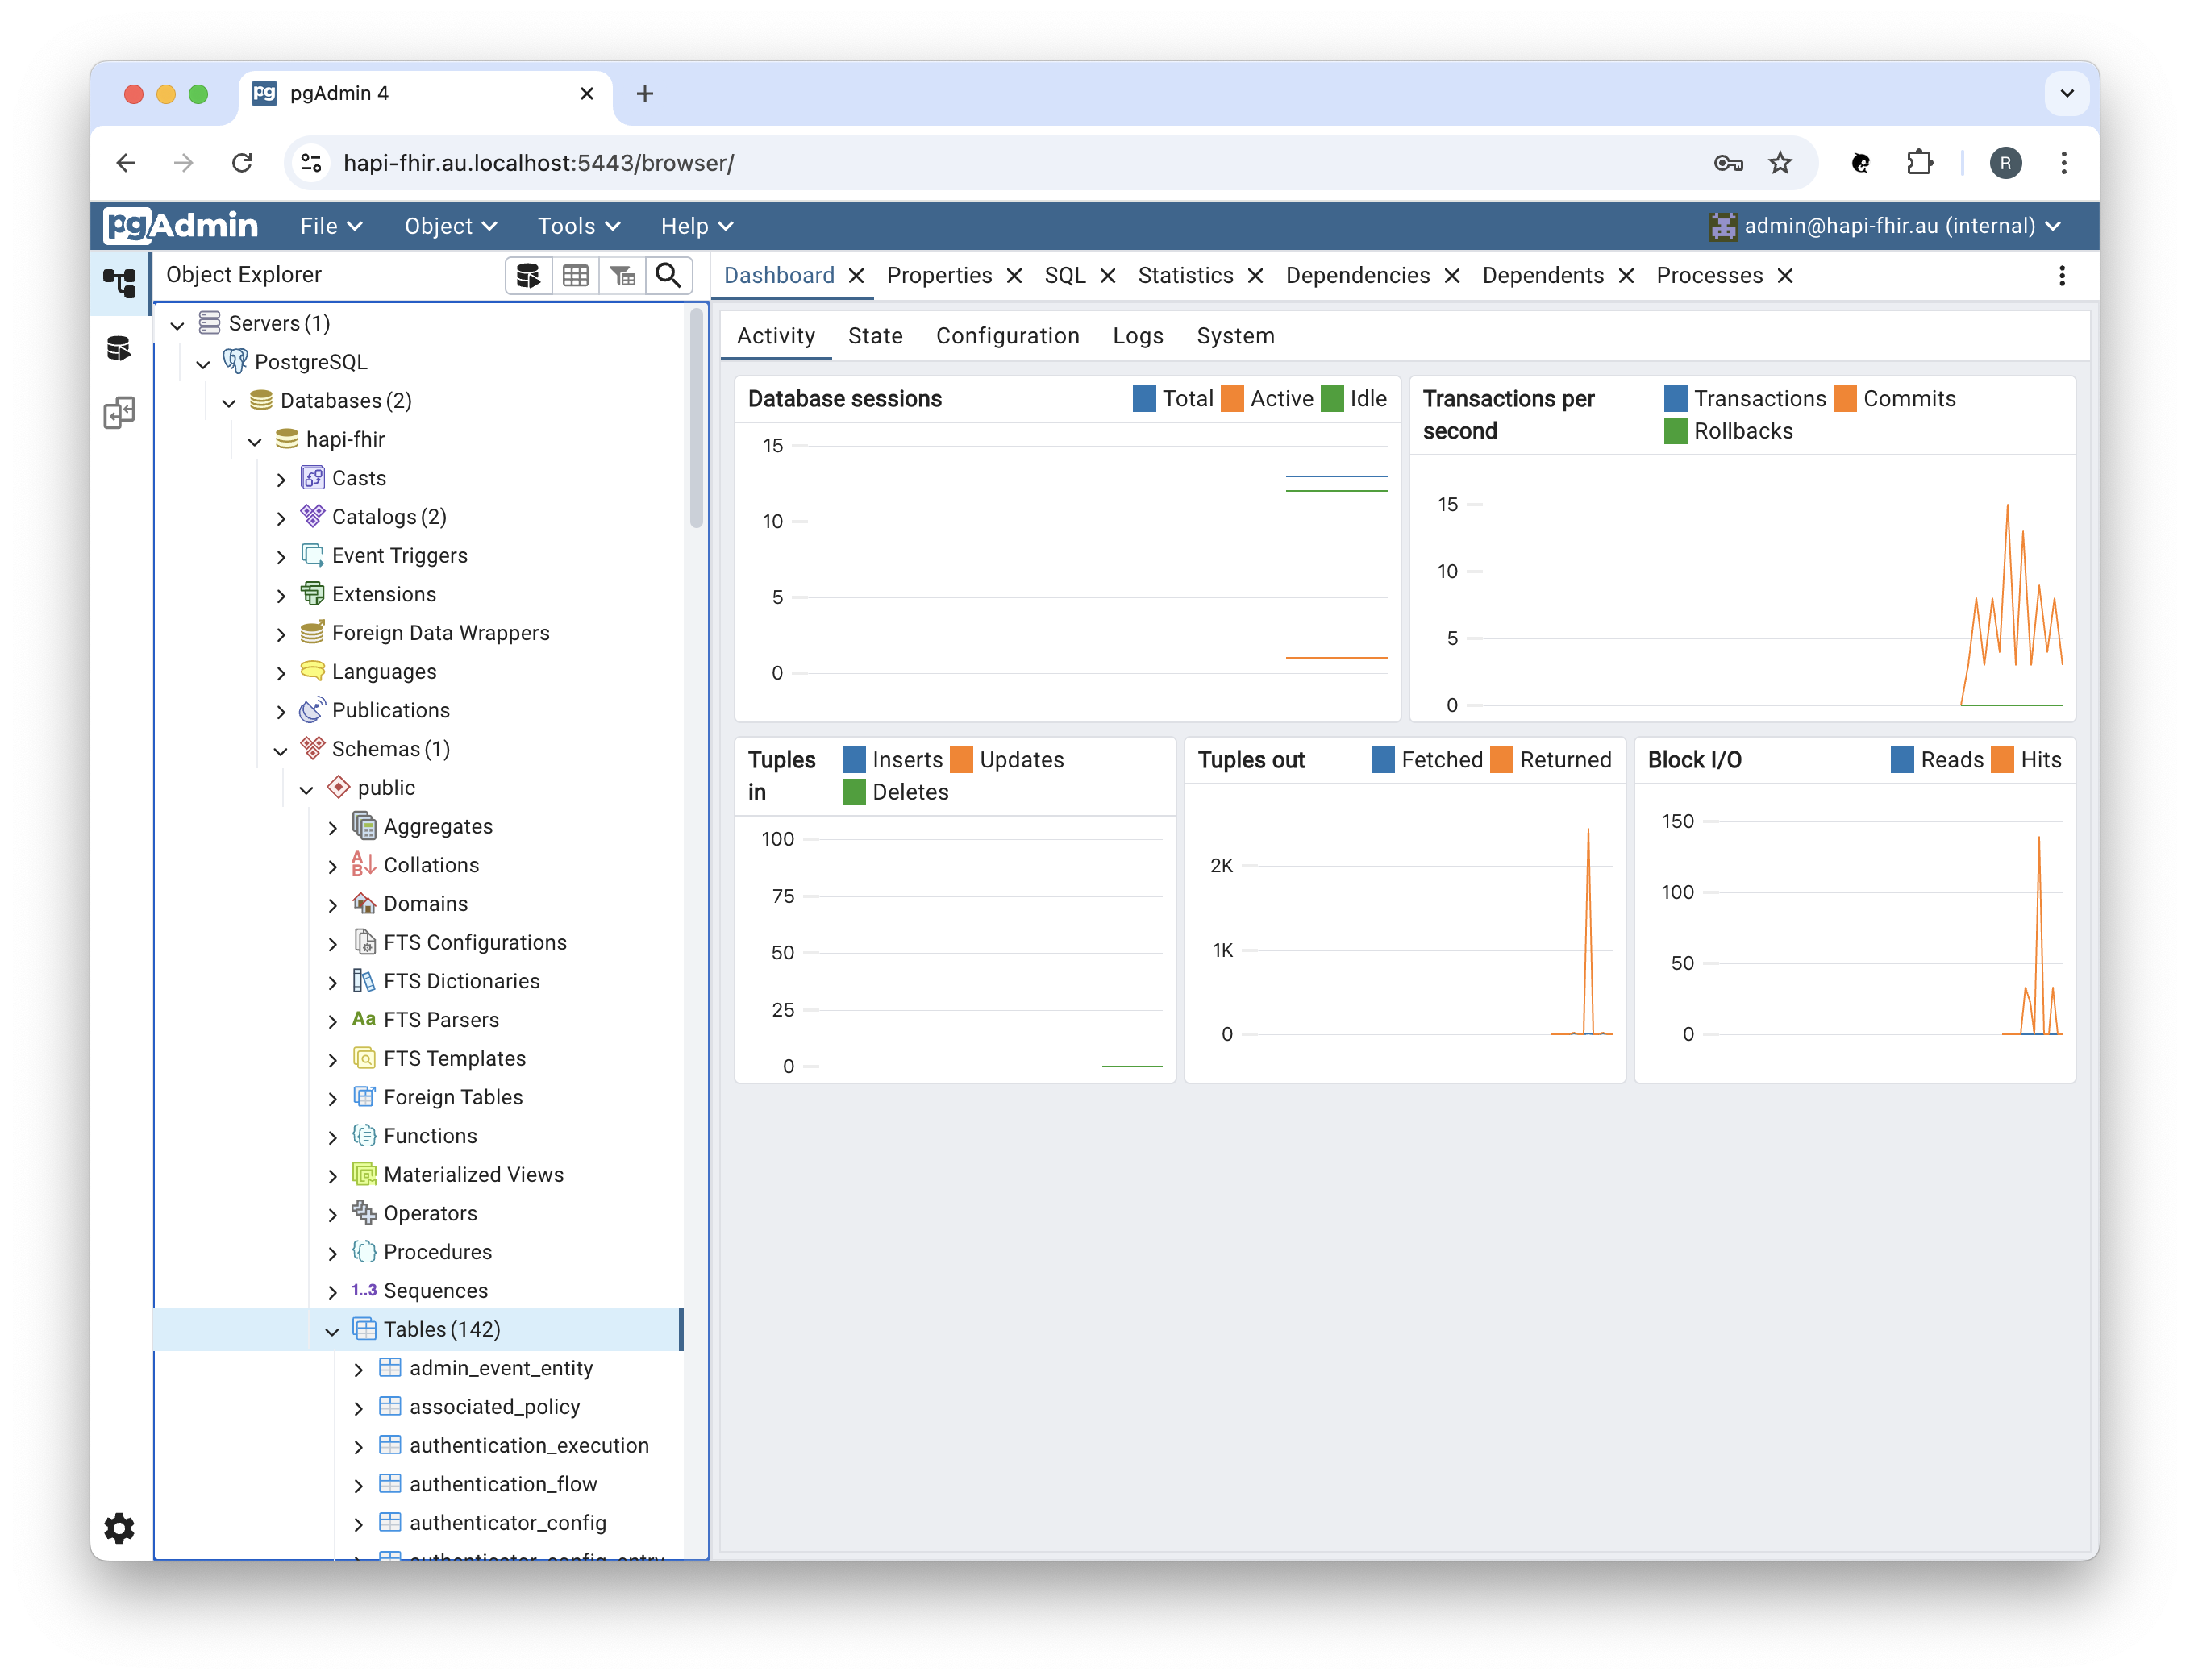 pg pgAdmin 4
hapi-fhir.au.localhost:5443/browser/
R
pgAdmin File Object Tools Help admin@hapi-fhir.au (internal)
Object Explorer
Servers (1)
PostgreSQL
Databases (2)
hapi-fhir
Casts
Catalogs (2)
Event Triggers
Extensions
Foreign Data Wrappers
Languages
Publications
Schemas (1)
public
Aggregates
Collations
Domains
FTS Configurations
FTS Dictionaries
Aa FTS Parsers
FTS Templates
Foreign Tables
Functions
Materialized Views
Operators
Procedures
1..3 Sequences
Tables (142)
admin_event_entity
associated_policy
authentication_execution
authentication_flow
authenticator_config
authenticator_config_entry
Dashboard Properties SQL Statistics Dependencies Dependents Processes
Activity State Configuration Logs System
Database sessions Total Active Idle
15
10
5
0
Transactions per second Transactions Commits
Rollbacks
15
10
5
0
Tuples in Inserts Updates
Deletes
100
75
50
25
0
Tuples out Fetched Returned
2K
1K
0
Block I/O Reads Hits
150
100
50
0